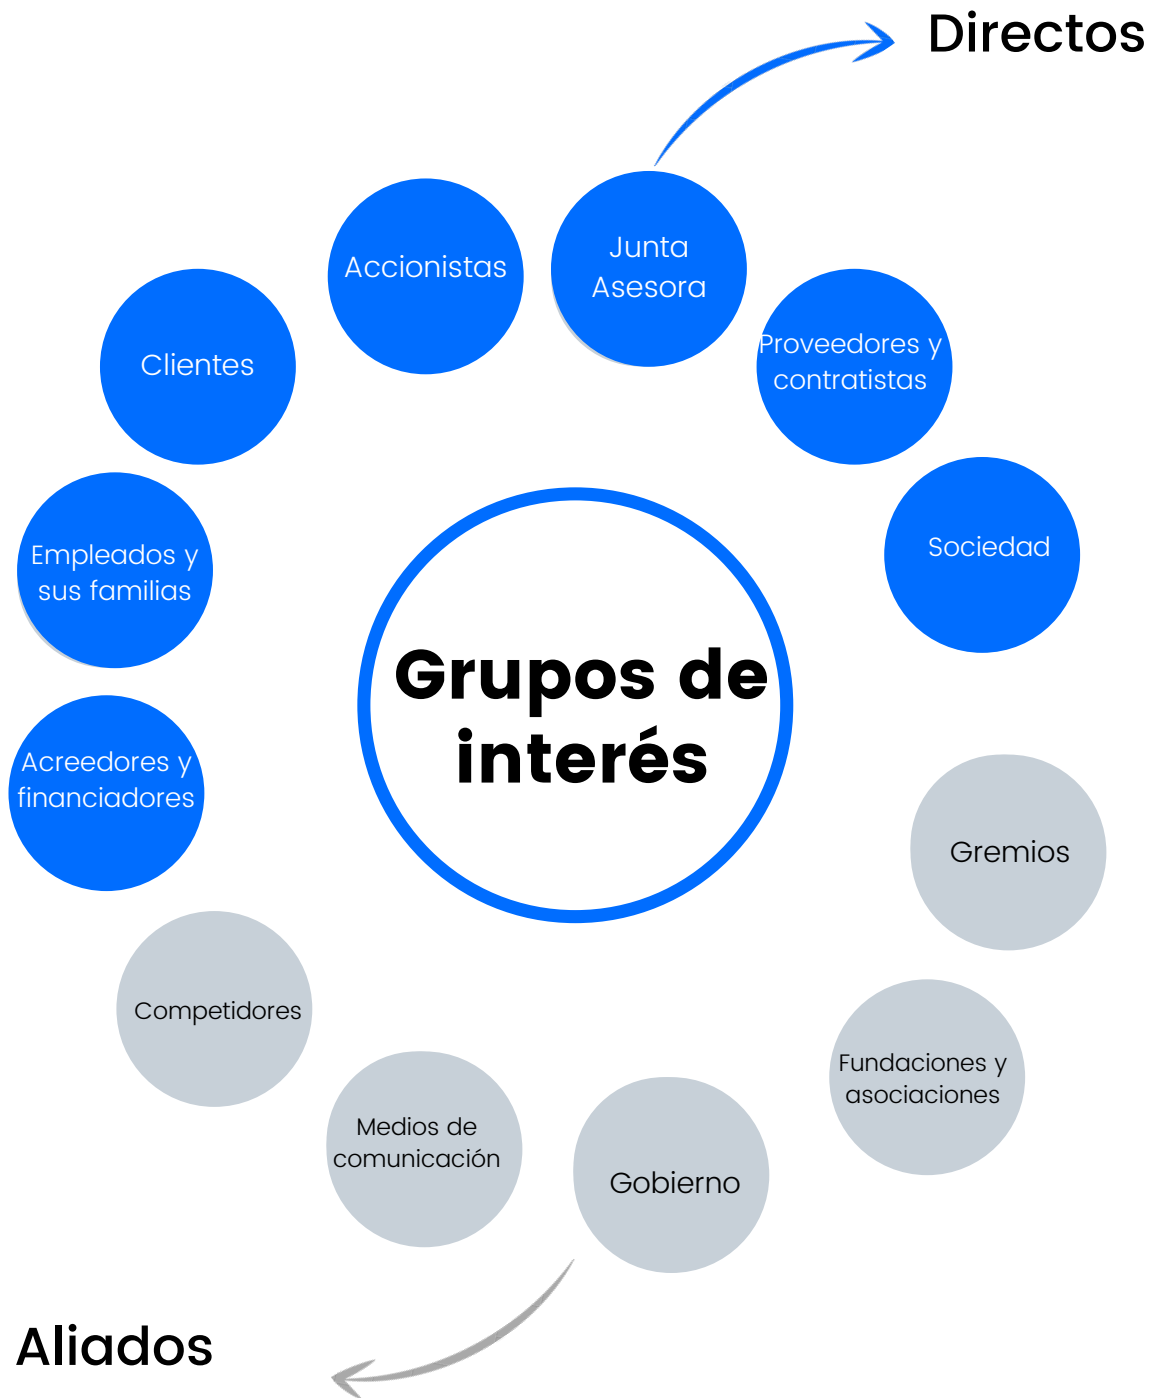 Directos
Junta
Asesora
Accionistas
Proveedores y
contratistas
Clientes
Sociedad
Empleados y
sus familias
Grupos de
interés
Acreedores y
financiadores
Gremios
Competidores
Fundaciones y
asociaciones
Medios de
comunicación
Gobierno
Aliados